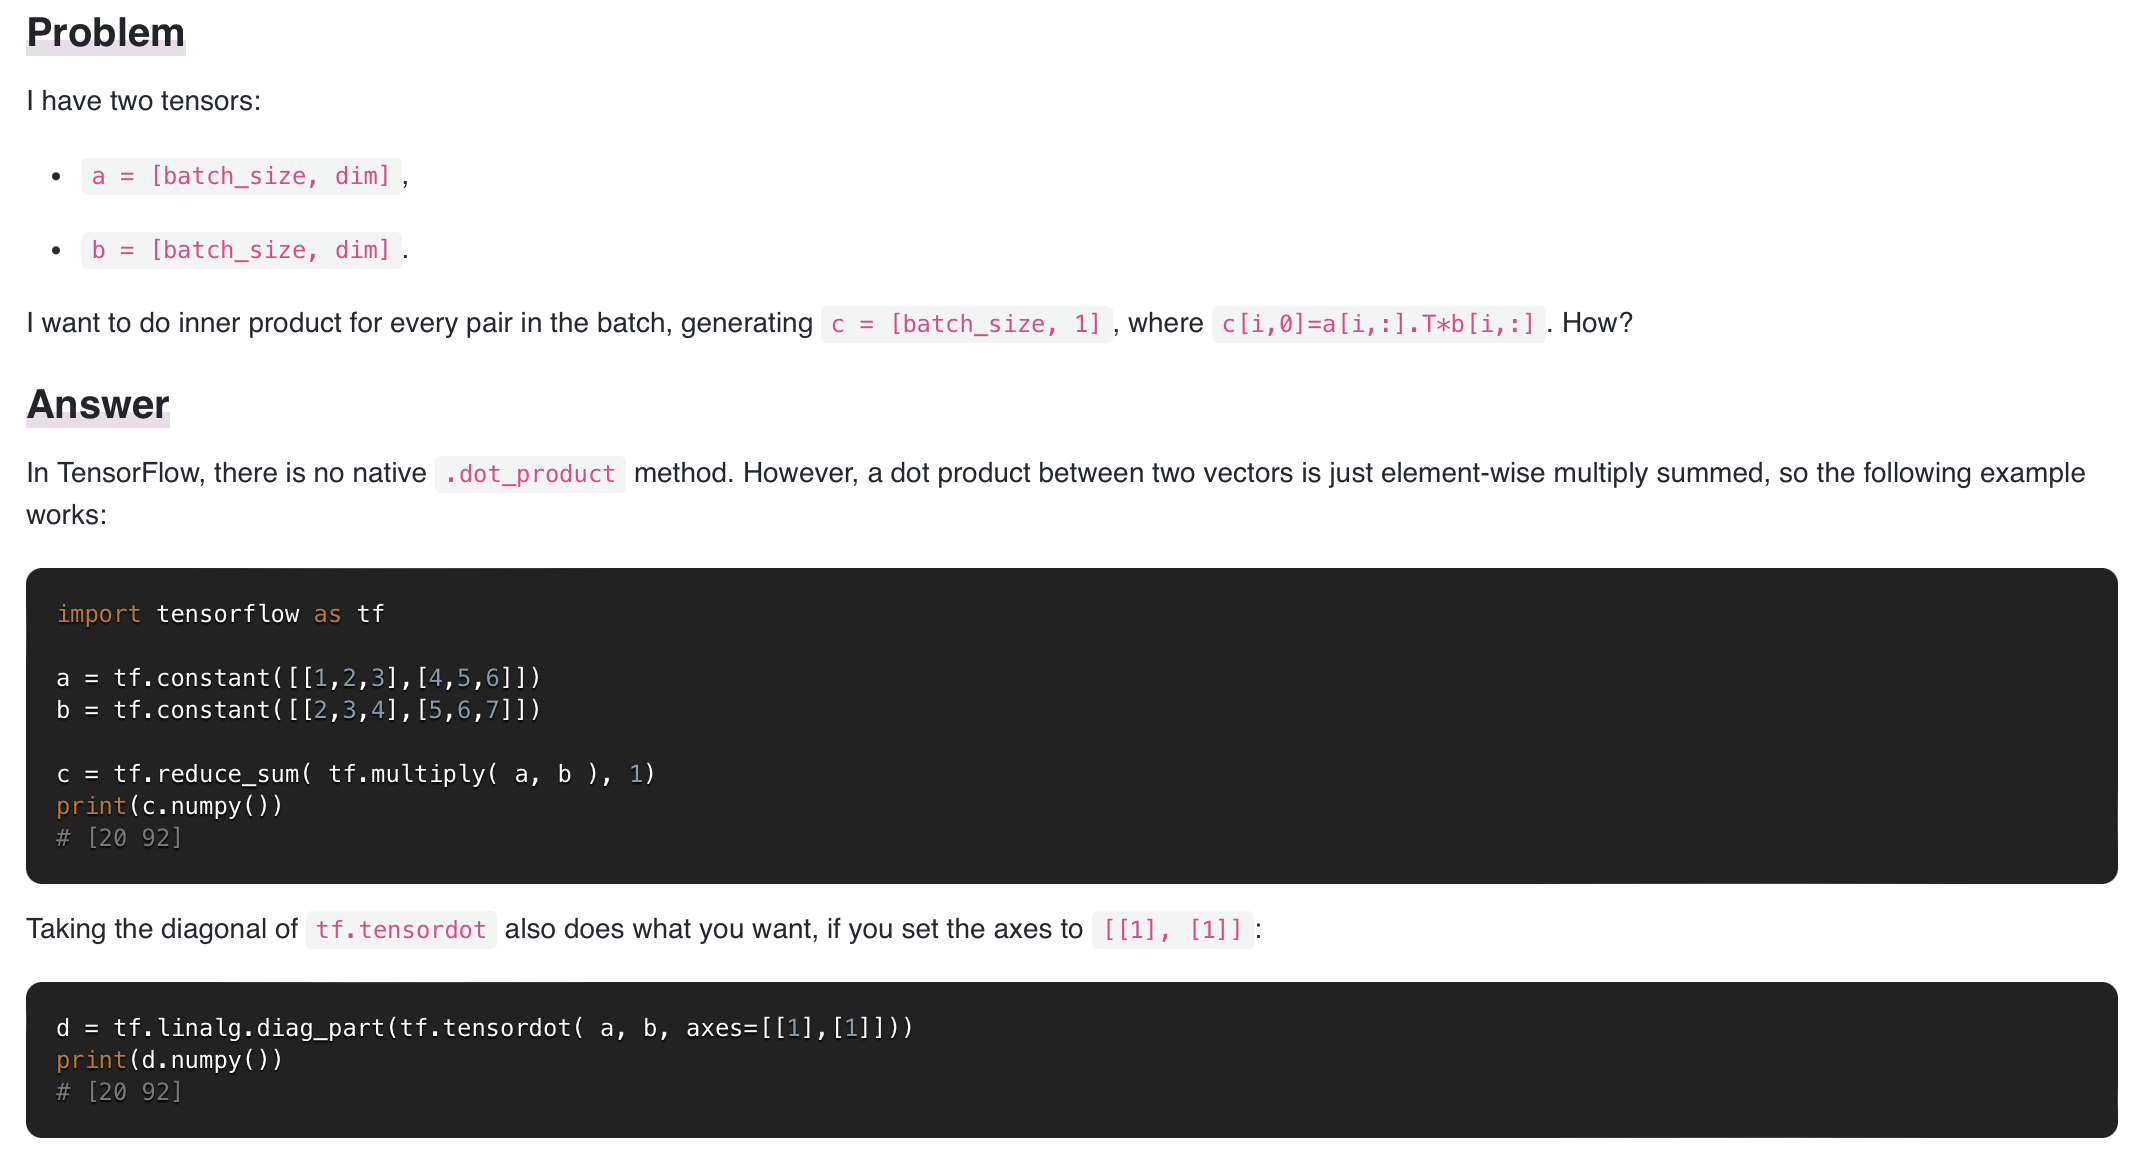 Problem
I have two tensors:
• a = [batch_size, dim] ,
• b = [batch_size, dim] .
I want to do inner product for every pair in the batch, generating c = [batch_size, 1] , where c[i,0]=a[i,:].T*b[i,:] . How?
Answer
In TensorFlow, there is no native .dot_product method. However, a dot product between two vectors is just element-wise multiply summed, so the following example
works:
import tensorflow as tf
a = tf.constant([[1,2,3],[4,5,6]])
b = tf.constant([[2,3,4],[5,6,7]])
c = tf.reduce_sum( tf.multiply( a, b ), 1)
print(c.numpy())
# [20 92]
Taking the diagonal of tf.tensordot also does what you want, if you set the axes to [[1], [1]] :
d = tf.linalg.diag_part(tf.tensordot( a, b, axes=[[1],[1]]))
print(d.numpy())
# [20 92]